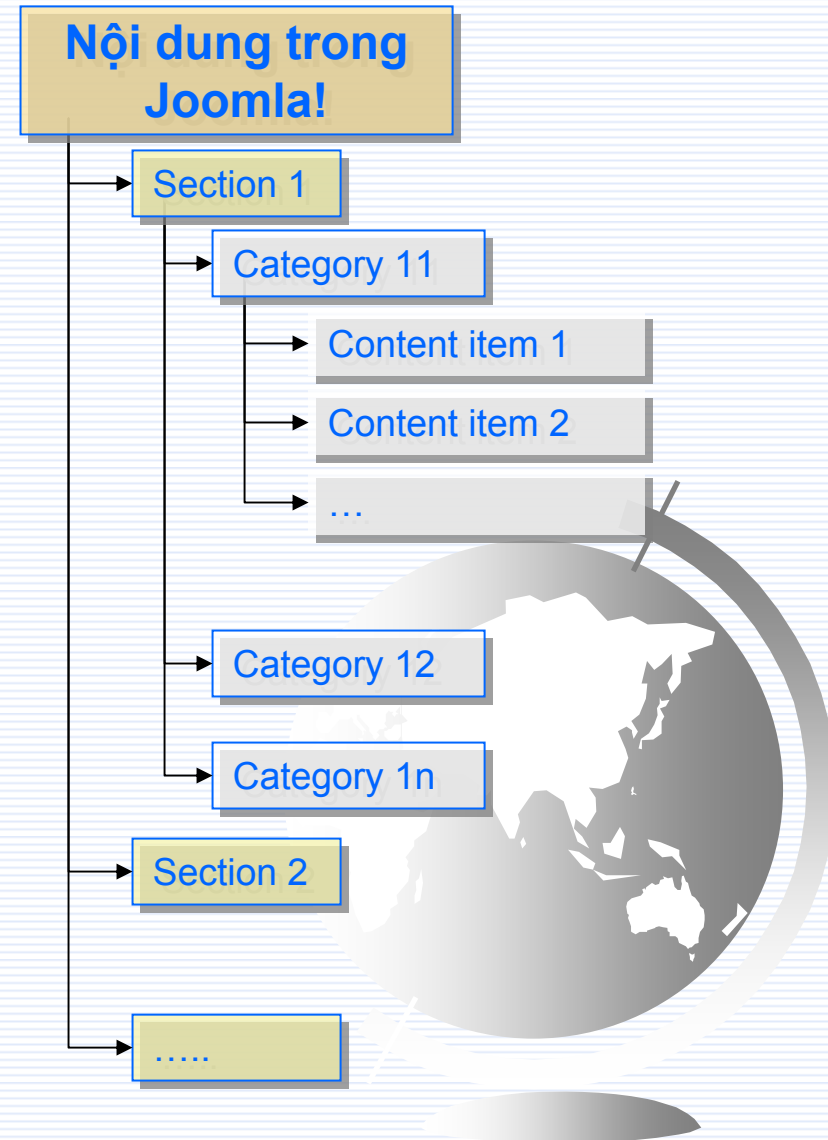 Nội dung trong
Joomla!
Section 1
Category 11
Content item 1
Content item 2
…
Category 12
Category 1n
Section 2
…..